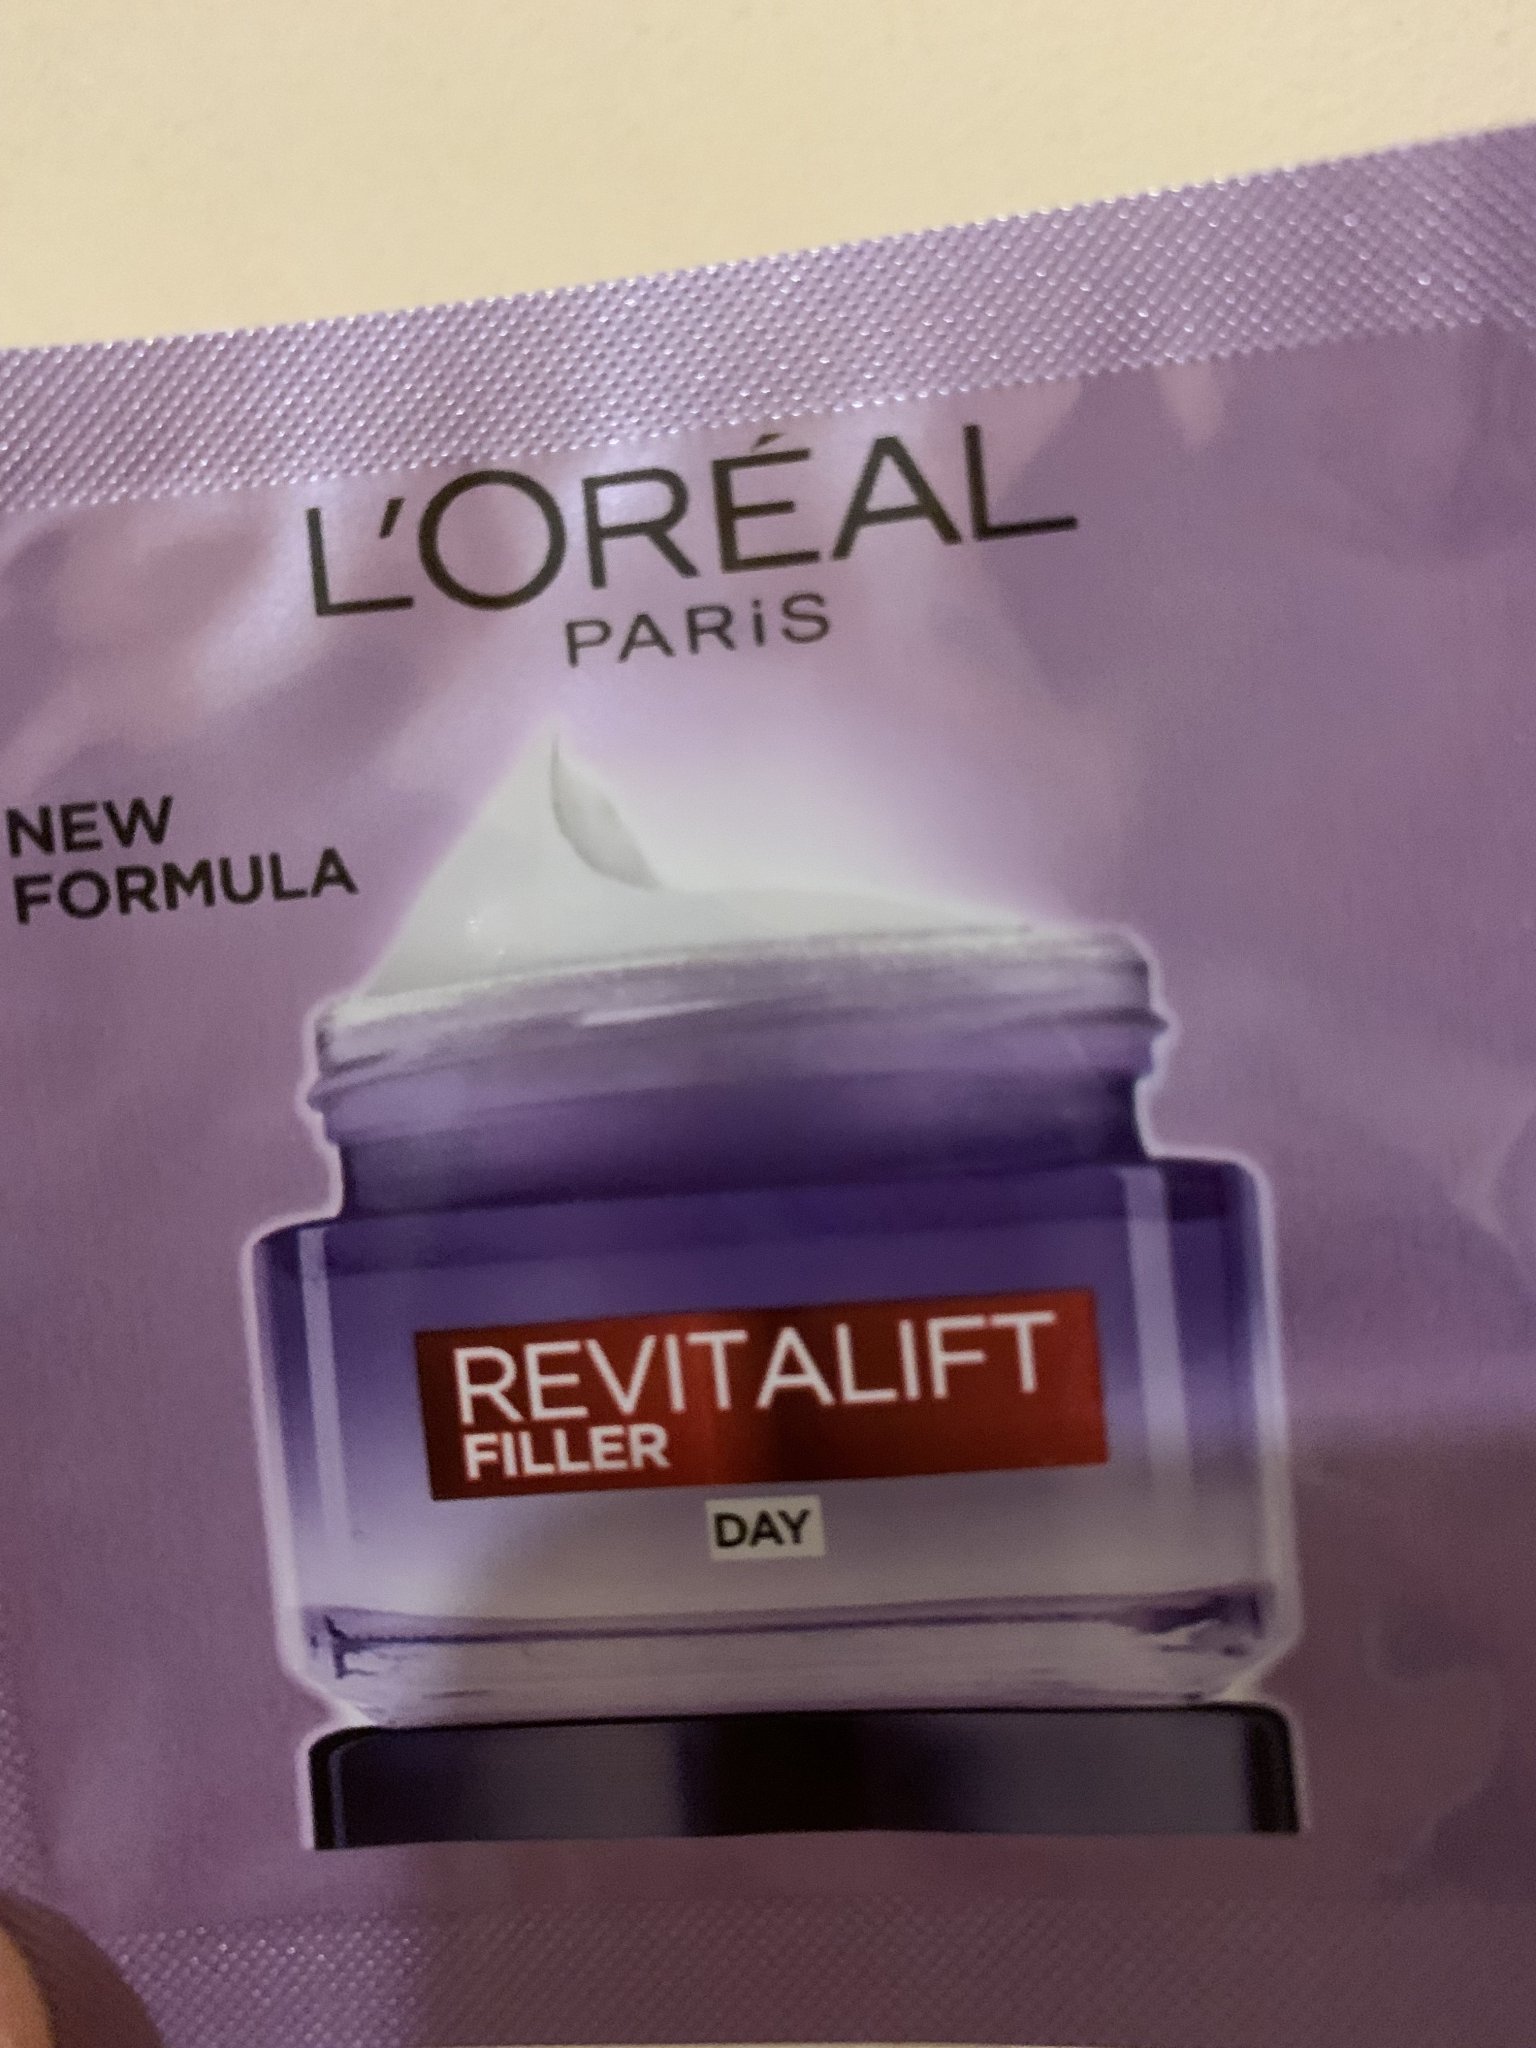 L'ORÉAL
PARiS
NEW
FORMULA
REVITALIFT
FILLER
DAY